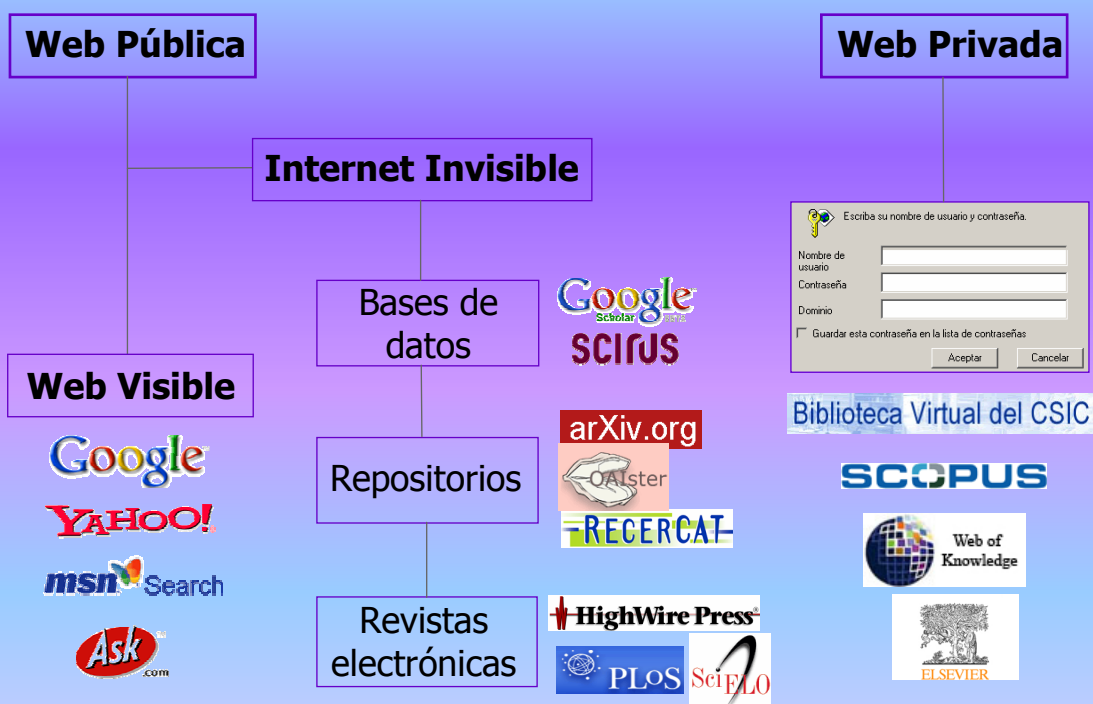 Web Pública
Web Privada
Internet Invisible
Escriba su nombre de usuario y contraseña.
Nombre de
usuario
Contraseña
Dominio
Guardar esta contraseña en la lista de contraseñas
Aceptar
Cancelar
Bases de
datos
Google
Scholar
SCIRUS
Web Visible
Google
YAHOO!
msn Search
Ask
.com
Repositorios
arXiv.org
OAIster
RECERCAT
Revistas
electrónicas
HighWire Press
PLoS
SciELO
Biblioteca Virtual del CSIC
SCOPUS
Web of
Knowledge
ELSEVIER